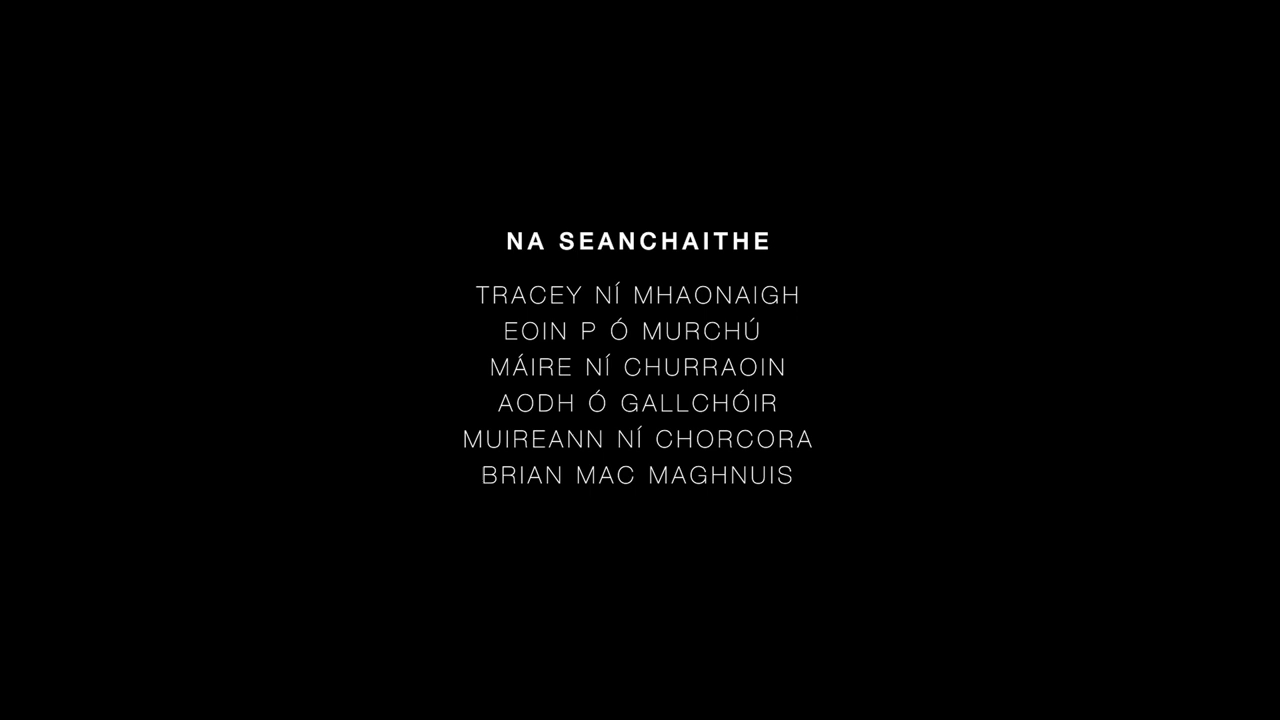 NA SEANCHAITHE
TRACEY NÍ MHAONAIGH
EOIN P Ó MURCHÚ
MÁIRE NÍ CHURRAOIN
AODH Ó GALLCHÓIR
MUIREANN NÍ CHORCORA
BRIAN MAC MAGHNUIS